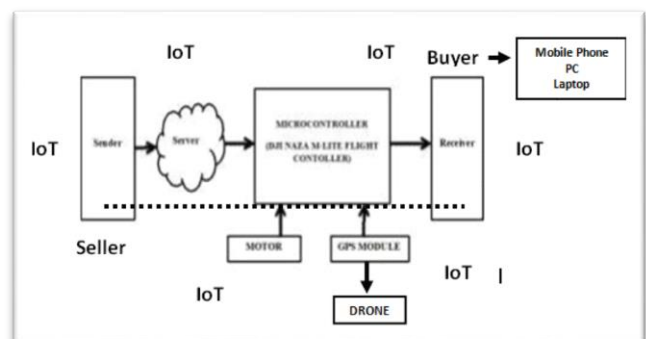 IoT
IoT
Buyer
Mobile Phone
PC
Laptop
IoT
Sender
Server
MICROCONTROLLER
(DJI NAZA M-LITE FLIGHT
CONTOLLER)
Receiver
IoT
Seller
MOTOR
GPS MODULE
IoT
IoT
DRONE